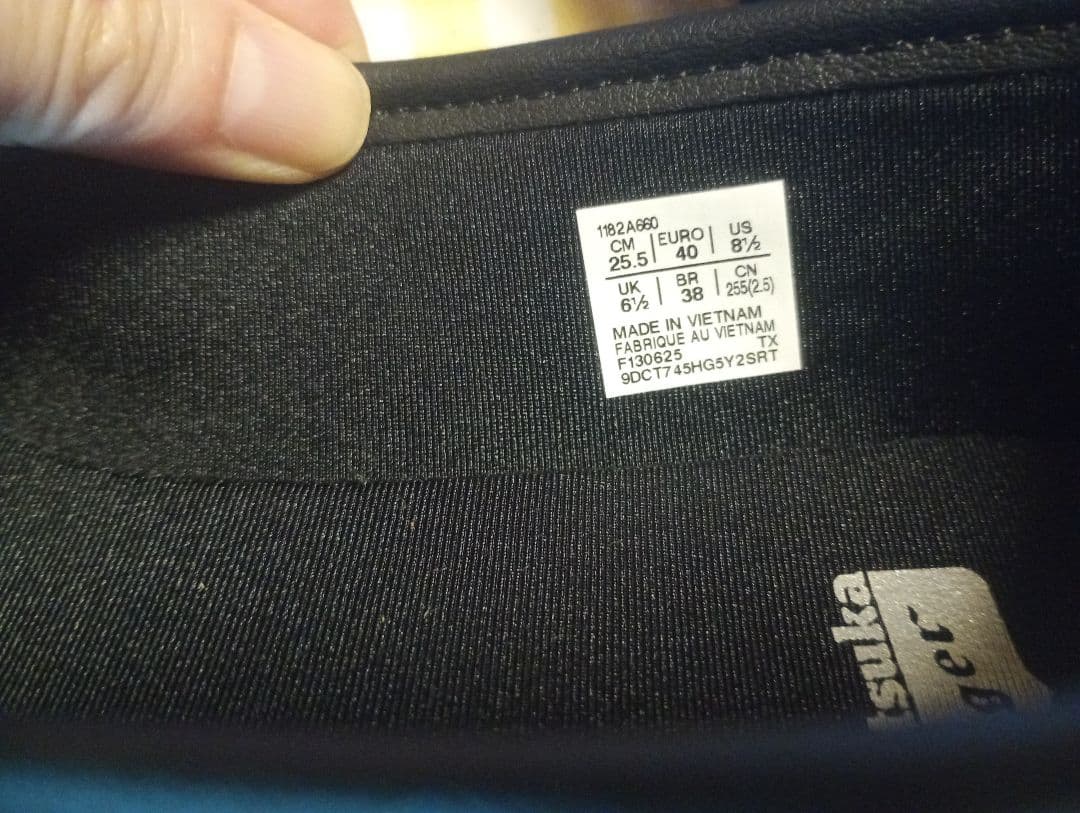 1182A660
CM EURO US
25.5 40 8½
UK BR CN
6½ 38 255(2.5)
MADE IN VIETNAM
FABRIQUE AU VIETNAM
F130625 TX
9DCT745HG5Y2SRT
suka
ger